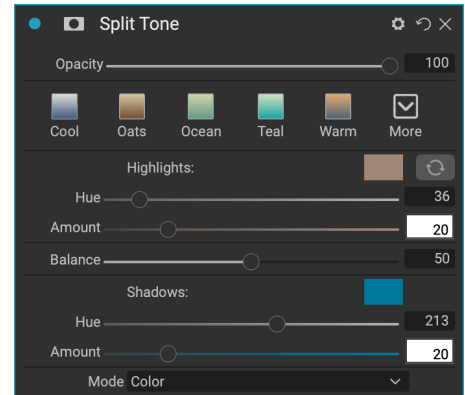 Split Tone
Opacity 100
Cool Oats Ocean Teal Warm More
Highlights:
Hue 36
Amount 20
Balance 50
Shadows:
Hue 213
Amount 20
Mode Color